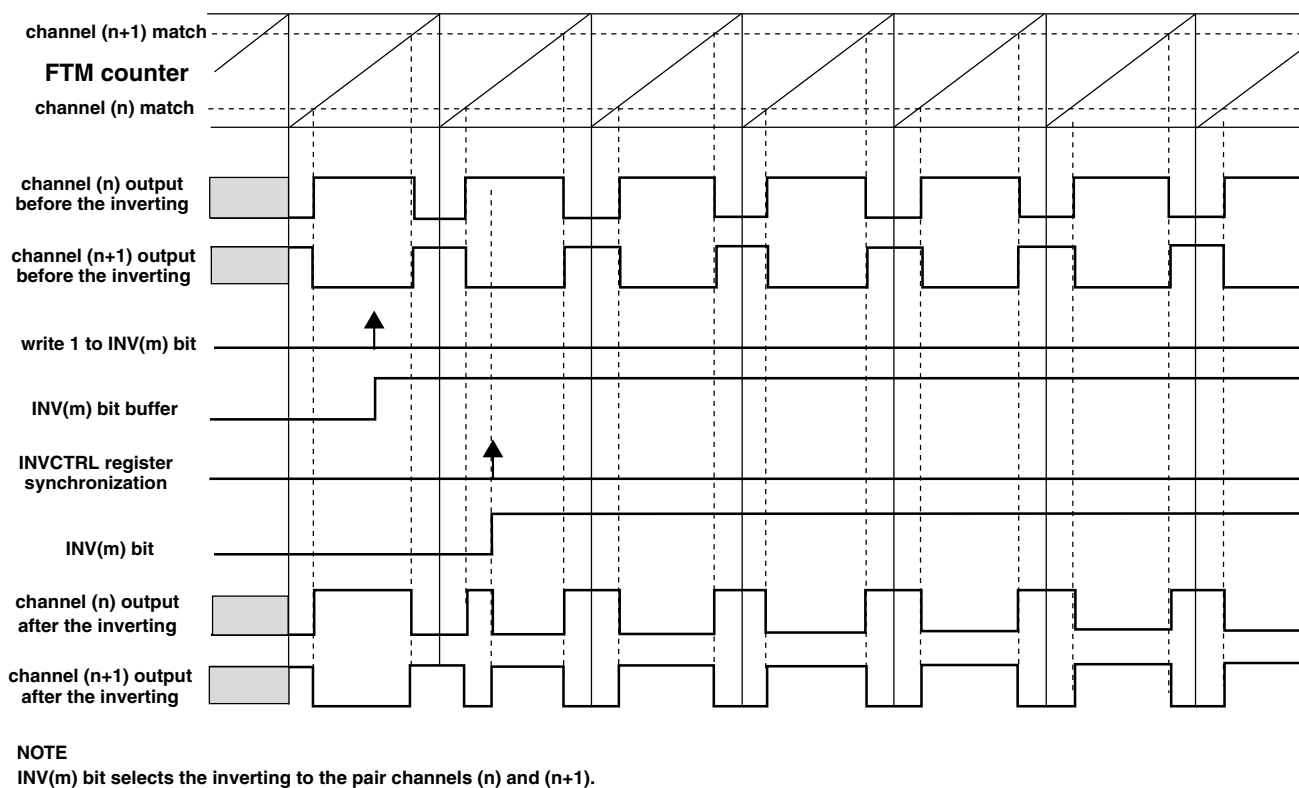 channel (n+1) match
FTM counter
channel (n) match
channel (n) output
before the inverting
channel (n+1) output
before the inverting
write 1 to INV(m) bit
INV(m) bit buffer
INVCTRL register
synchronization
INV(m) bit
channel (n) output
after the inverting
channel (n+1) output
after the inverting
NOTE
INV(m) bit selects the inverting to the pair channels (n) and (n+1).